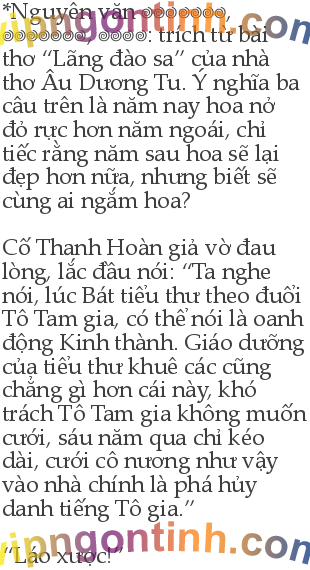 *Nguyên văn ๏๏๏๏๏๏๏,
๏๏๏๏๏๏๏, ๏๏๏๏: trích từ bài
thơ “Lãng đào sa” của nhà
thơ Âu Dương Tu. Ý nghĩa ba
câu trên là năm nay hoa nở
đỏ rực hơn năm ngoái, chỉ
tiếc rằng năm sau hoa sẽ lại
đẹp hơn nữa, nhưng biết sẽ
cùng ai ngắm hoa?
Cố Thanh Hoàn giả vờ đau
lòng, lắc đầu nói: “Ta nghe
nói, lúc Bát tiểu thư theo đuổi
Tô Tam gia, có thể nói là oanh
động Kinh thành. Giáo dưỡng
của tiểu thư khuê các cũng
chẳng gì hơn cái này, khó
trách Tô Tam gia không muốn
cưới, sáu năm qua chỉ kéo
dài, cưới cô nương như vậy
vào nhà chính là phá hủy
danh tiếng Tô gia.”
vipngontinh.com
“Láo xược!”